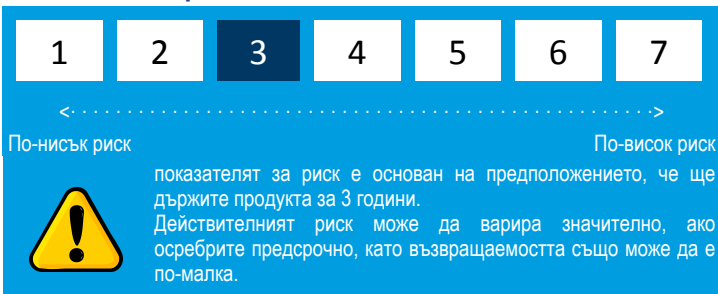 1 2 3 4 5 6 7
<· · · · · · · · · · · · · · · · · · · · · · · · · · · · · · · · · · · · · · · · · · · · · · · · · · · · ·>
По-нисък риск По-висок риск
показателят за риск е основан на предположението, че ще
държите продукта за 3 години.
Действителният риск може да варира значително, ако
осребрите предсрочно, като възвращаемостта също може да е
по-малка.